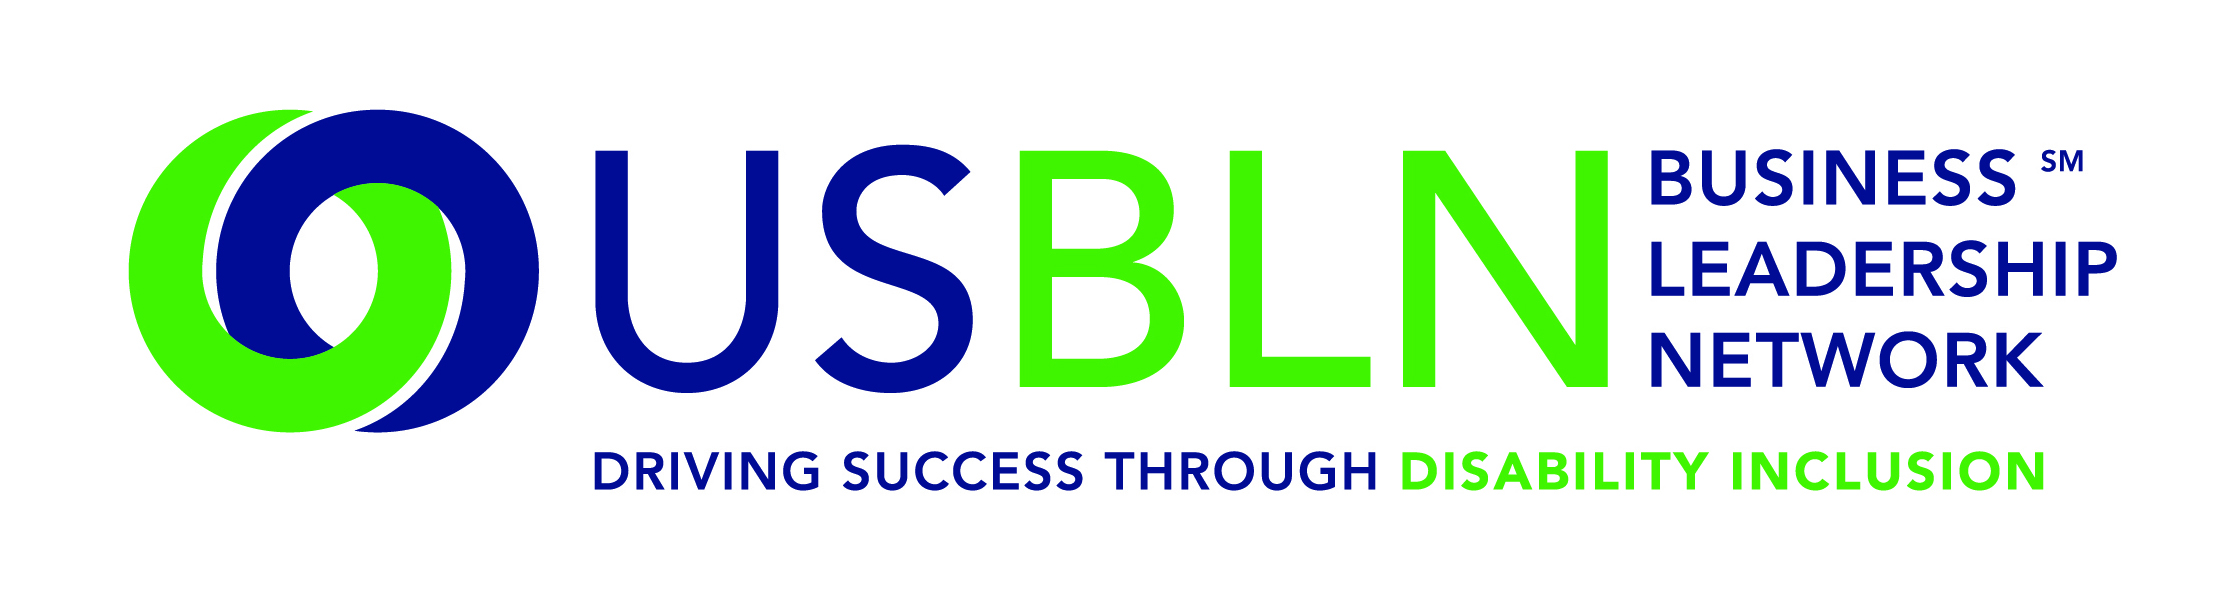 USBLN
BUSINESS SM
LEADERSHIP
NETWORK
DRIVING SUCCESS THROUGH DISABILITY INCLUSION